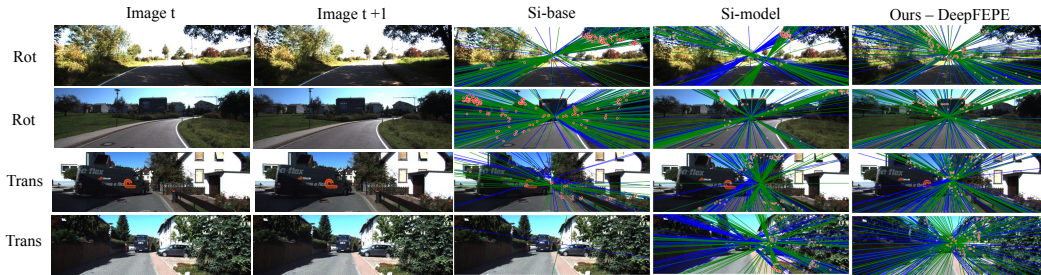 Image t
Image t +1
Si-base
Si-model
Ours – DeepFEPE
Rot
Rot
Trans
Trans